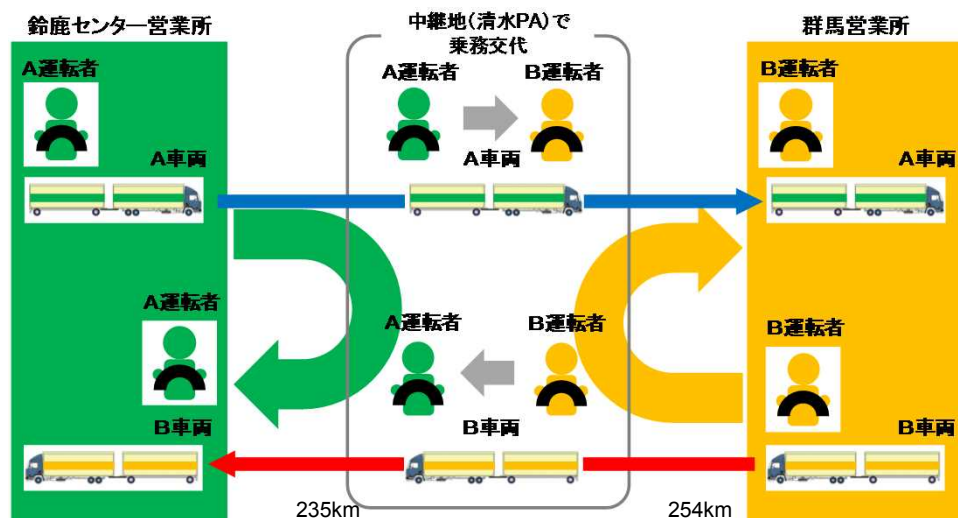 鈴鹿センター営業所
中継地(清水PA)で
乗務交代
群馬営業所
A運転者
A運転者
B運転者
B運転者
A車両
A車両
A車両
A運転者
A運転者
B運転者
B運転者
B車両
B車両
B車両
235km
254km